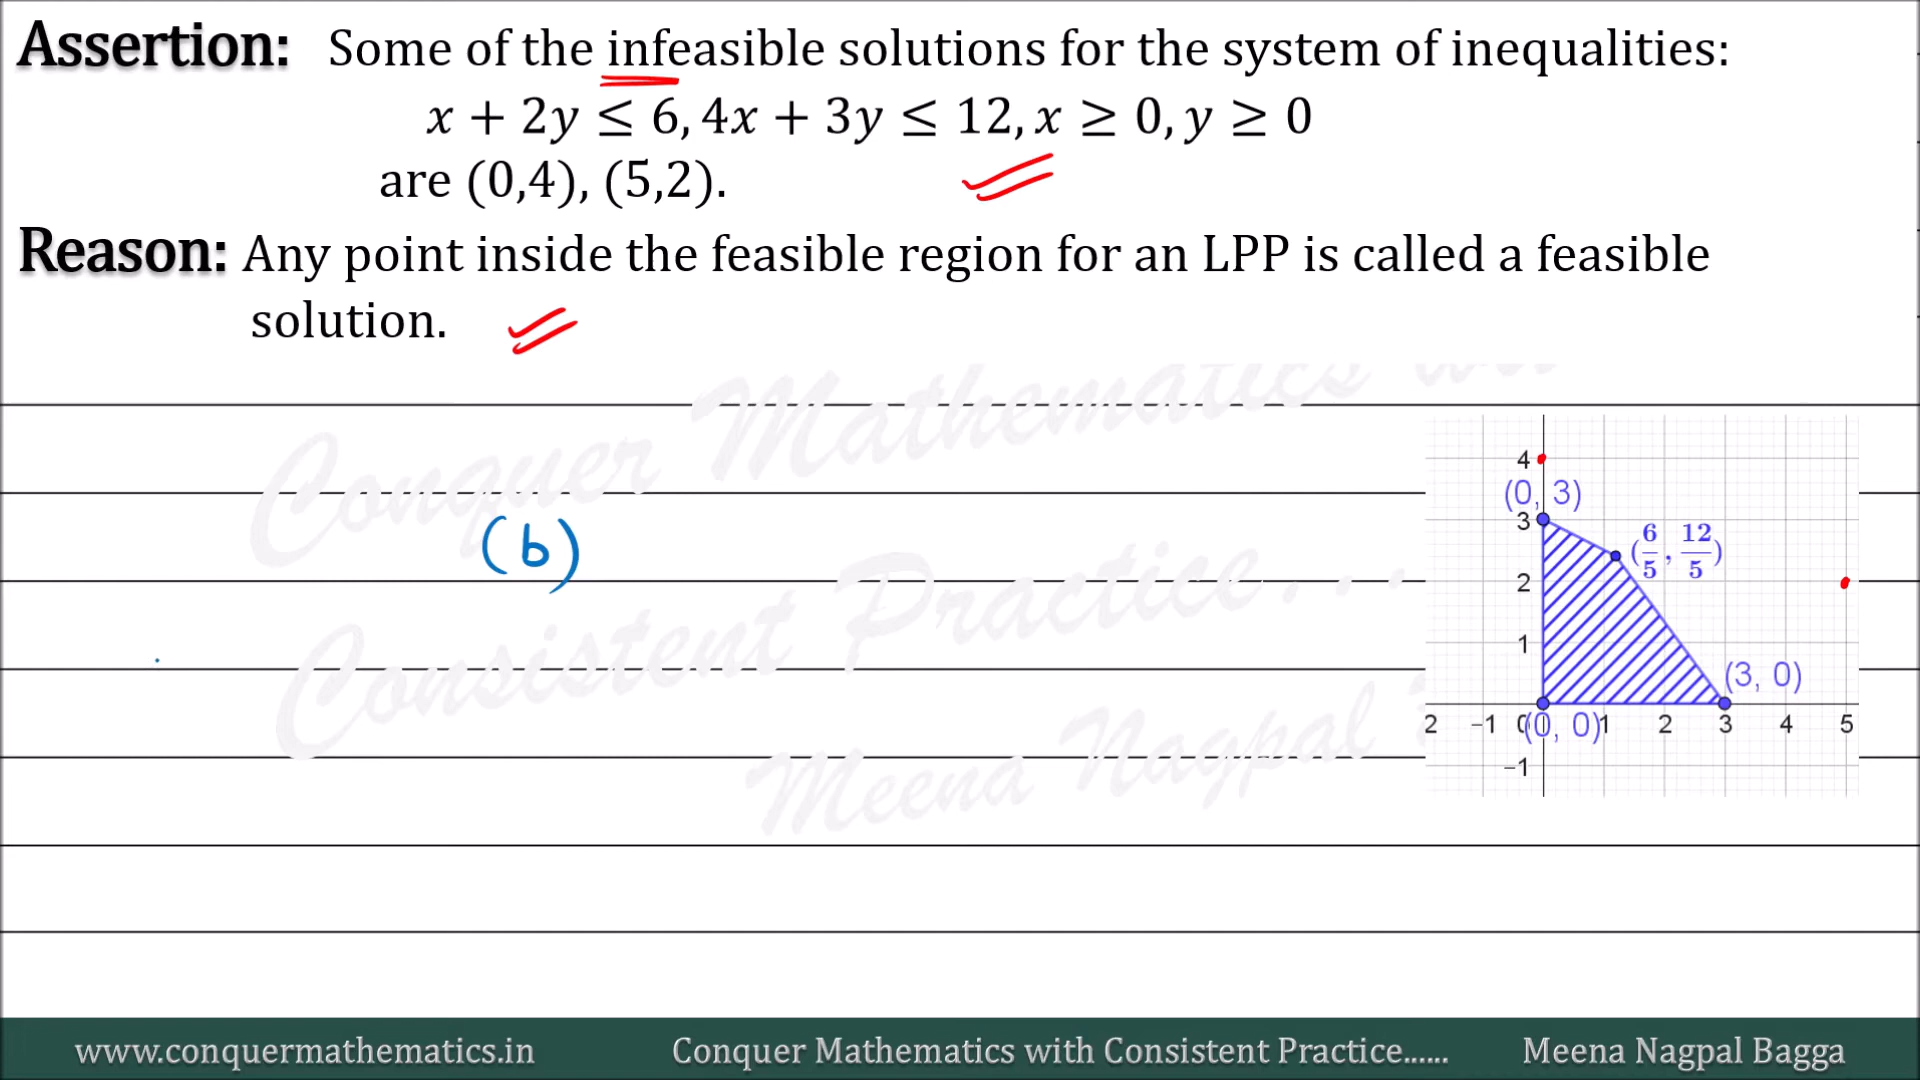 Assertion: Some of the infeasible solutions for the system of inequalities:
x + 2y ≤ 6, 4x + 3y ≤ 12, x ≥ 0, y ≥ 0
are (0,4), (5,2).
Reason: Any point inside the feasible region for an LPP is called a feasible
solution.
Conquer Mathematics
Consistent Practice....
Meena Nagpal
(b)
4
(0, 3)
3
(6/5, 12/5)
2
1
(3, 0)
2 −1 0 (0, 0) 1 2 3 4 5
−1
www.conquermathematics.in Conquer Mathematics with Consistent Practice...... Meena Nagpal Bagga